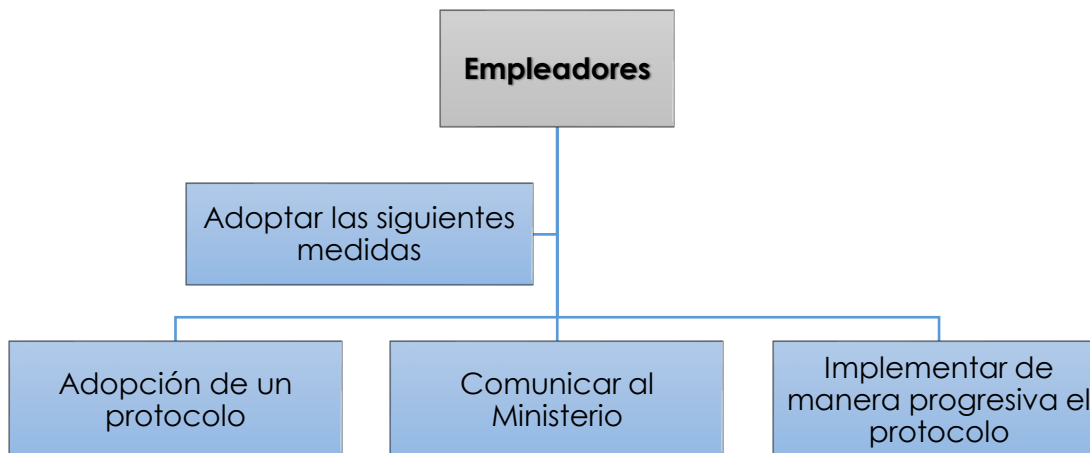 Empleadores
Adoptar las siguientes
medidas
Adopción de un
protocolo
Comunicar al
Ministerio
Implementar de
manera progresiva el
protocolo